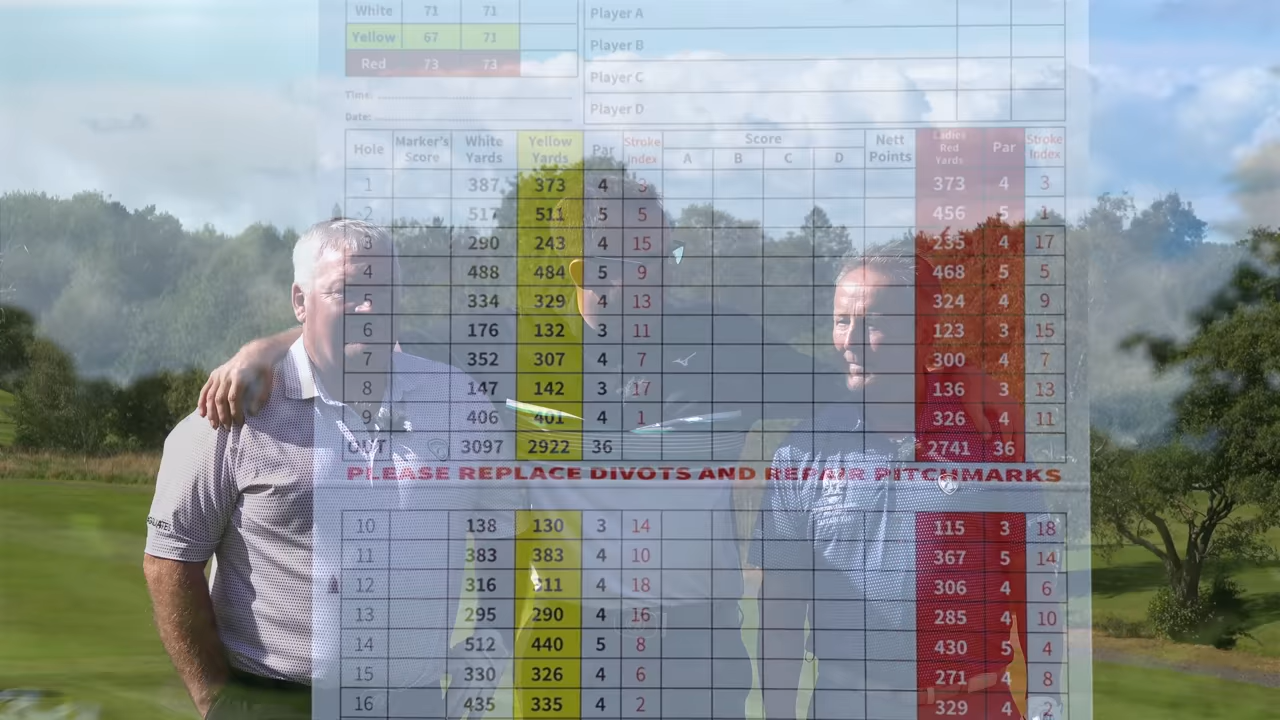 White 71 71
Yellow 67 71
Red 73 73
Time:
Date:
Player A
Player B
Player C
Player D
Hole Marker's Score White Yards Yellow Yards Par Stroke Index Score A B C D Nett Points Ladies Red Yards Par Stroke Index
1 387 373 4 3 373 4 3
2 517 511 5 5 456 5 1
3 290 243 4 15 235 4 17
4 488 484 5 9 468 5 5
5 334 329 4 13 324 4 9
6 176 132 3 11 123 3 15
7 352 307 4 7 300 4 7
8 147 142 3 17 136 3 13
9 406 401 4 1 326 4 11
OUT 3097 2922 36 2741 36
PLEASE REPLACE DIVOTS AND REPAIR PITCHMARKS
10 138 130 3 14 115 3 18
11 383 383 4 10 367 5 14
12 316 311 4 18 306 4 6
13 295 290 4 16 285 4 10
14 512 440 5 8 430 5 4
15 330 326 4 6 271 4 8
16 435 335 4 2 329 4 2